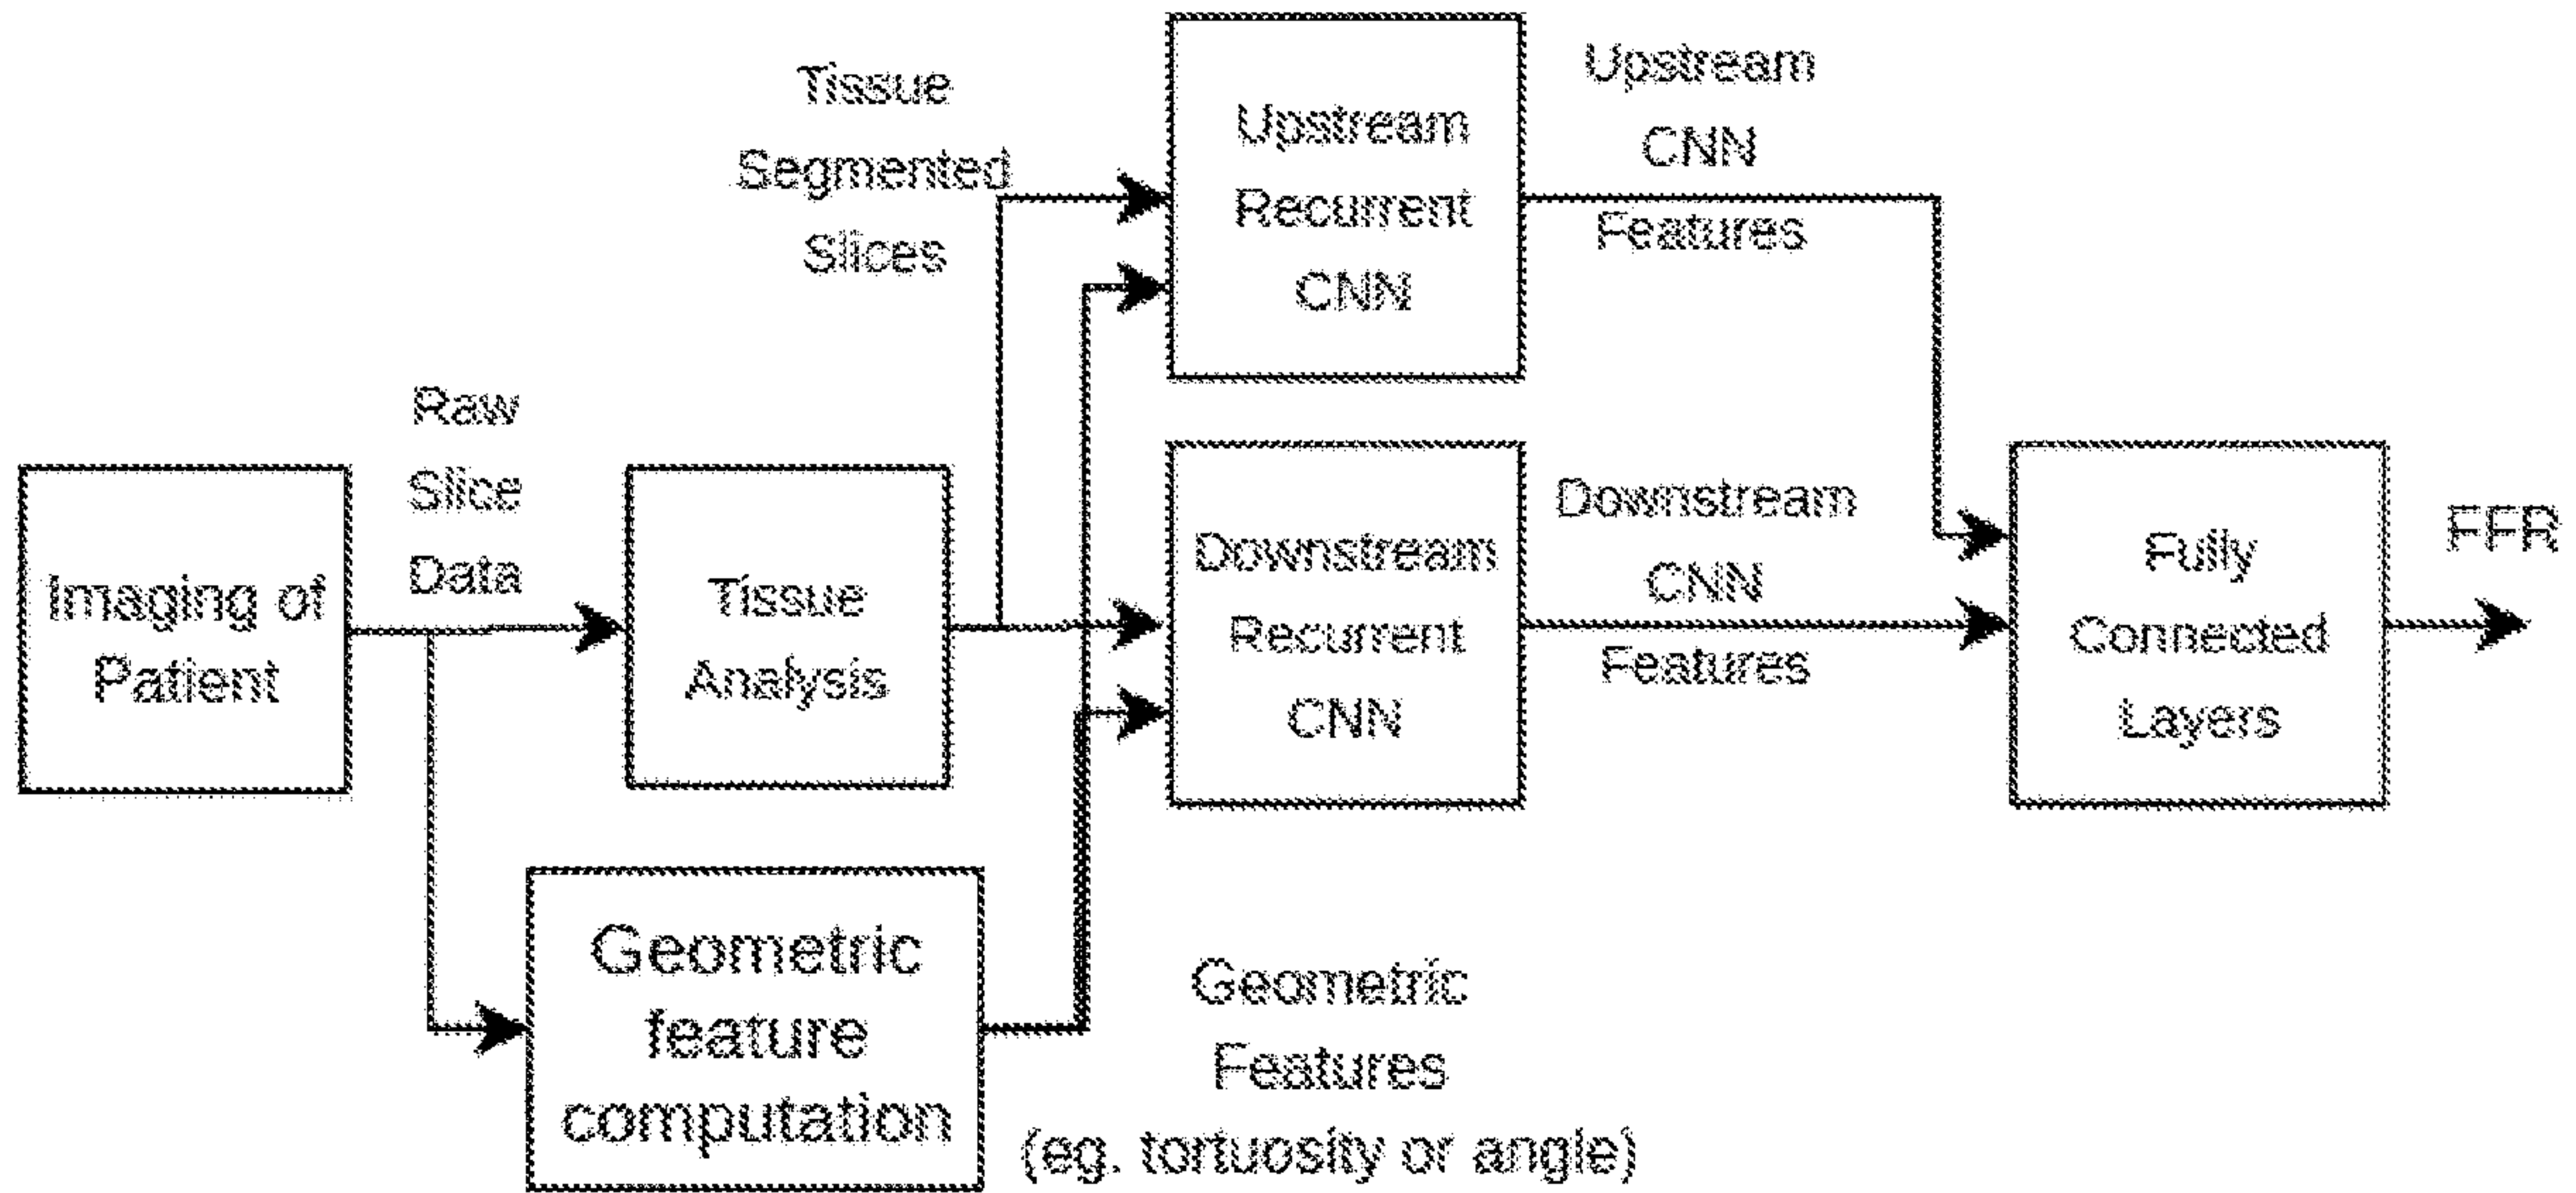 Tissue
Segmented
Slices
Upstream
Recurrent
CNN
Upstream
CNN
Features
Raw
Slice
Data
Imaging of
Patient
Tissue
Analysis
Downstream
Recurrent
CNN
Downstream
CNN
Features
Fully
Connected
Layers
FFR
Geometric
feature
computation
Geometric
Features
(eg. tortuosity or angle)